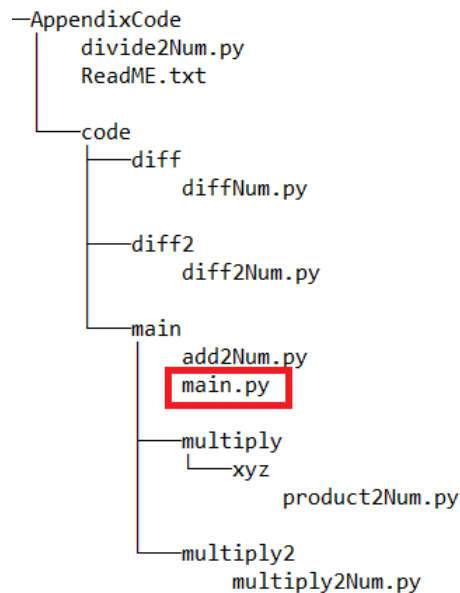 AppendixCode
divide2Num.py
ReadME.txt
code
diff
diffNum.py
diff2
diff2Num.py
main
add2Num.py
main.py
multiply
xyz
product2Num.py
multiply2
multiply2Num.py